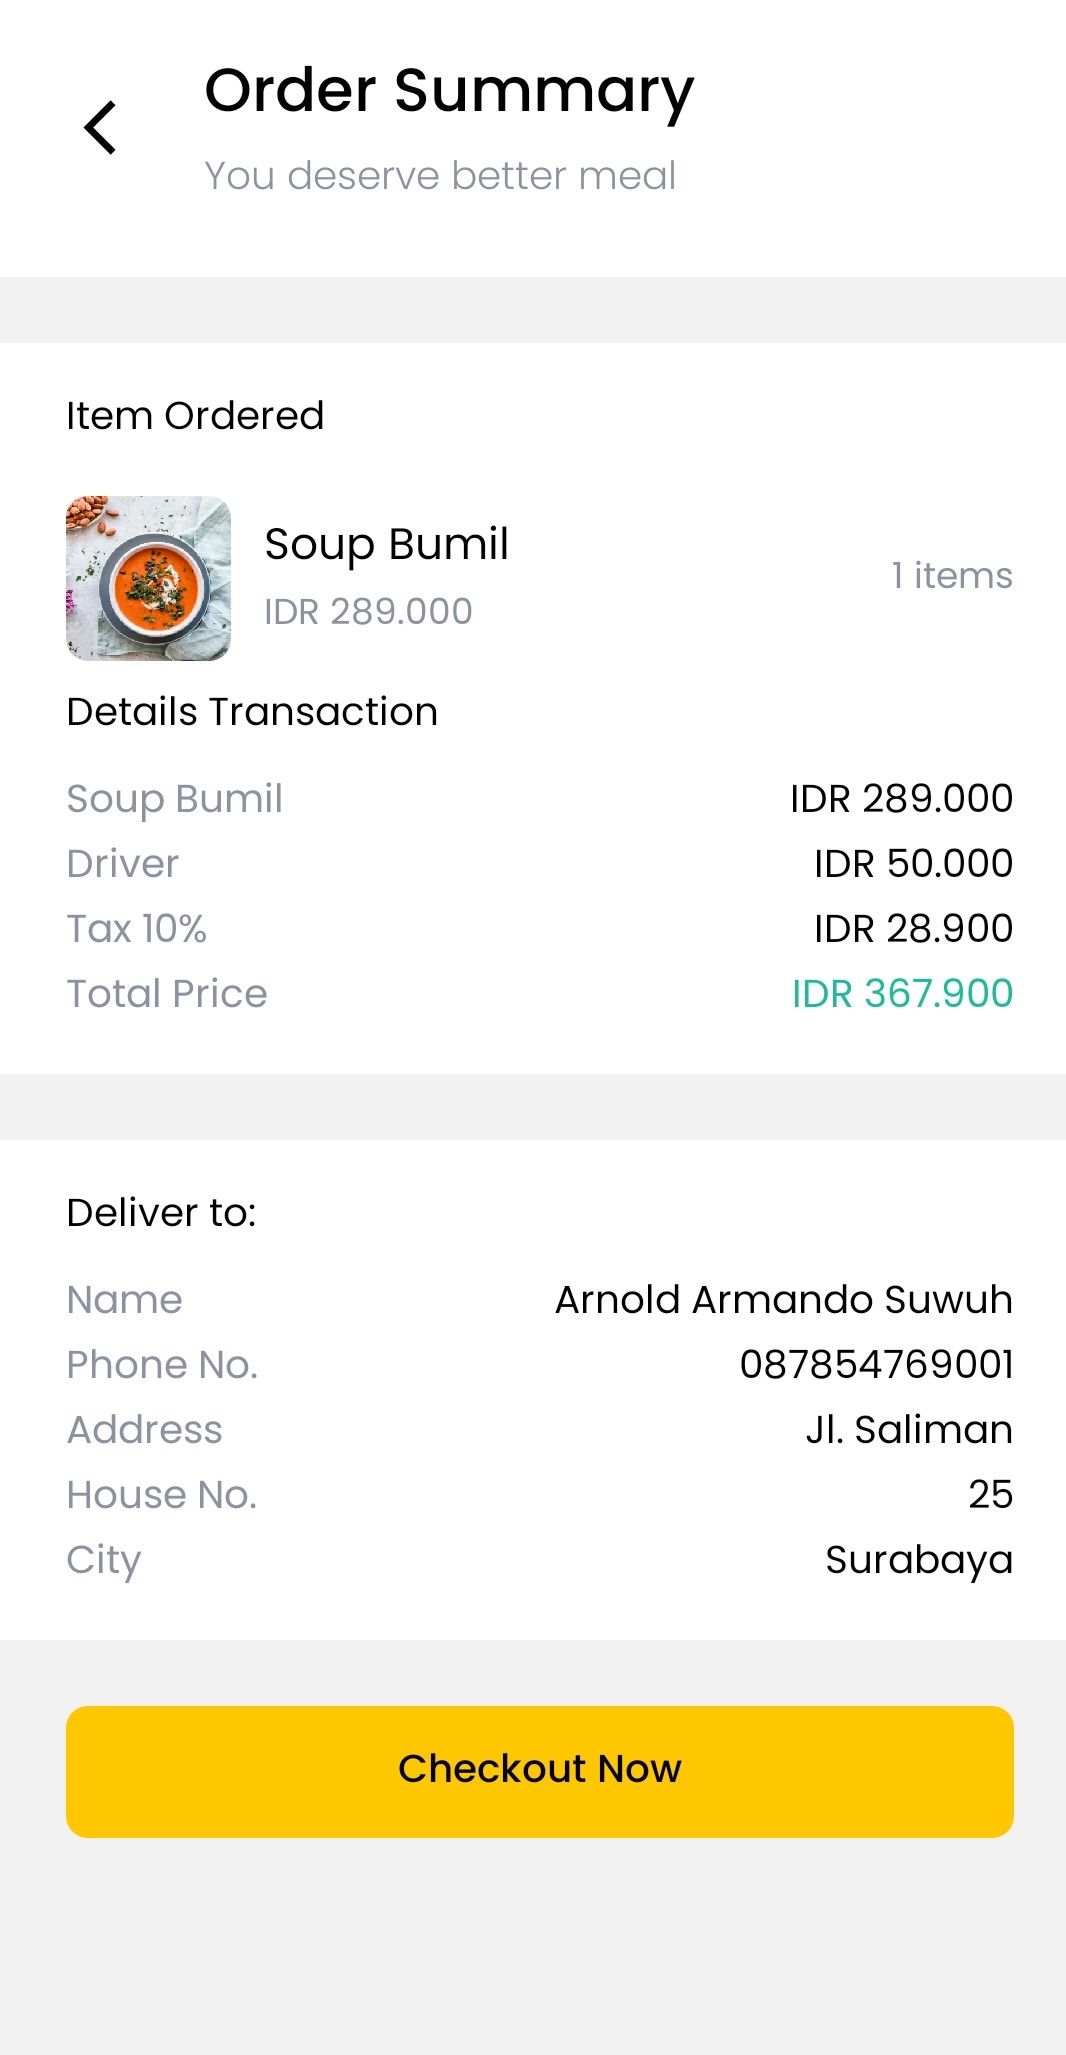 Order Summary
You deserve better meal
Item Ordered
Soup Bumil
IDR 289.000
1 items
Details Transaction
Soup Bumil IDR 289.000
Driver IDR 50.000
Tax 10% IDR 28.900
Total Price IDR 367.900
Deliver to:
Name Arnold Armando Suwuh
Phone No. 087854769001
Address Jl. Saliman
House No. 25
City Surabaya
Checkout Now